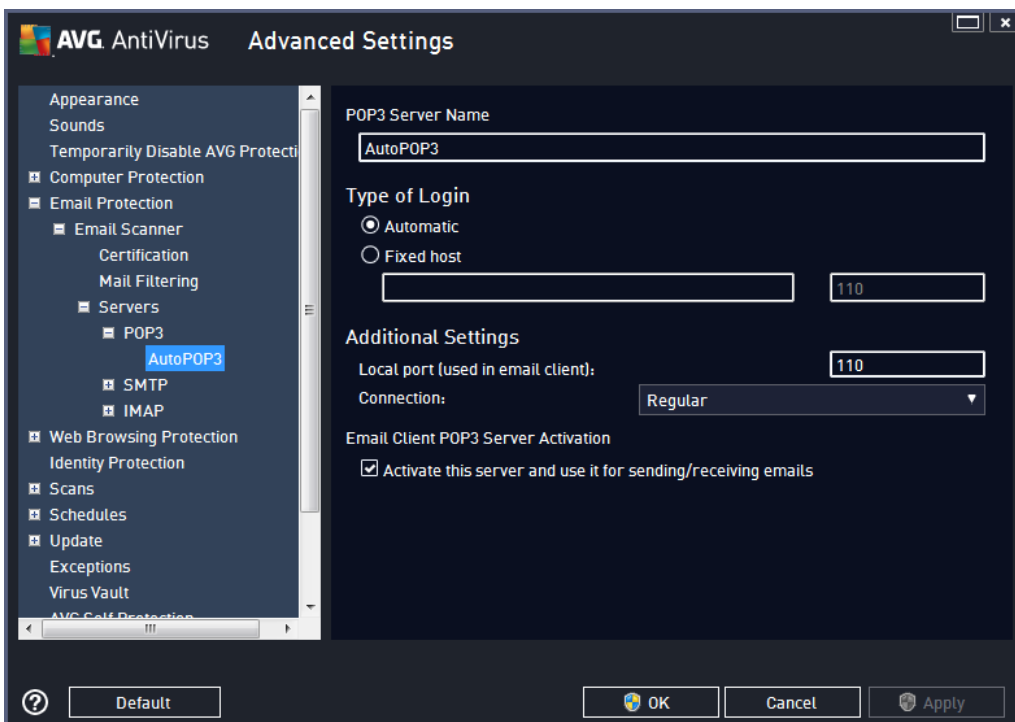 AVG. AntiVirus Advanced Settings
Appearance
Sounds
Temporarily Disable AVG Protecti
Computer Protection
Email Protection
Email Scanner
Certification
Mail Filtering
Servers
POP3
AutoPOP3
SMTP
IMAP
Web Browsing Protection
Identity Protection
Scans
Schedules
Update
Exceptions
Virus Vault
AVG Self Protection
POP3 Server Name
AutoPOP3
Type of Login
Automatic
Fixed host
110
Additional Settings
Local port (used in email client):
110
Connection:
Regular
Email Client POP3 Server Activation
Activate this server and use it for sending/receiving emails
Default
OK
Cancel
Apply